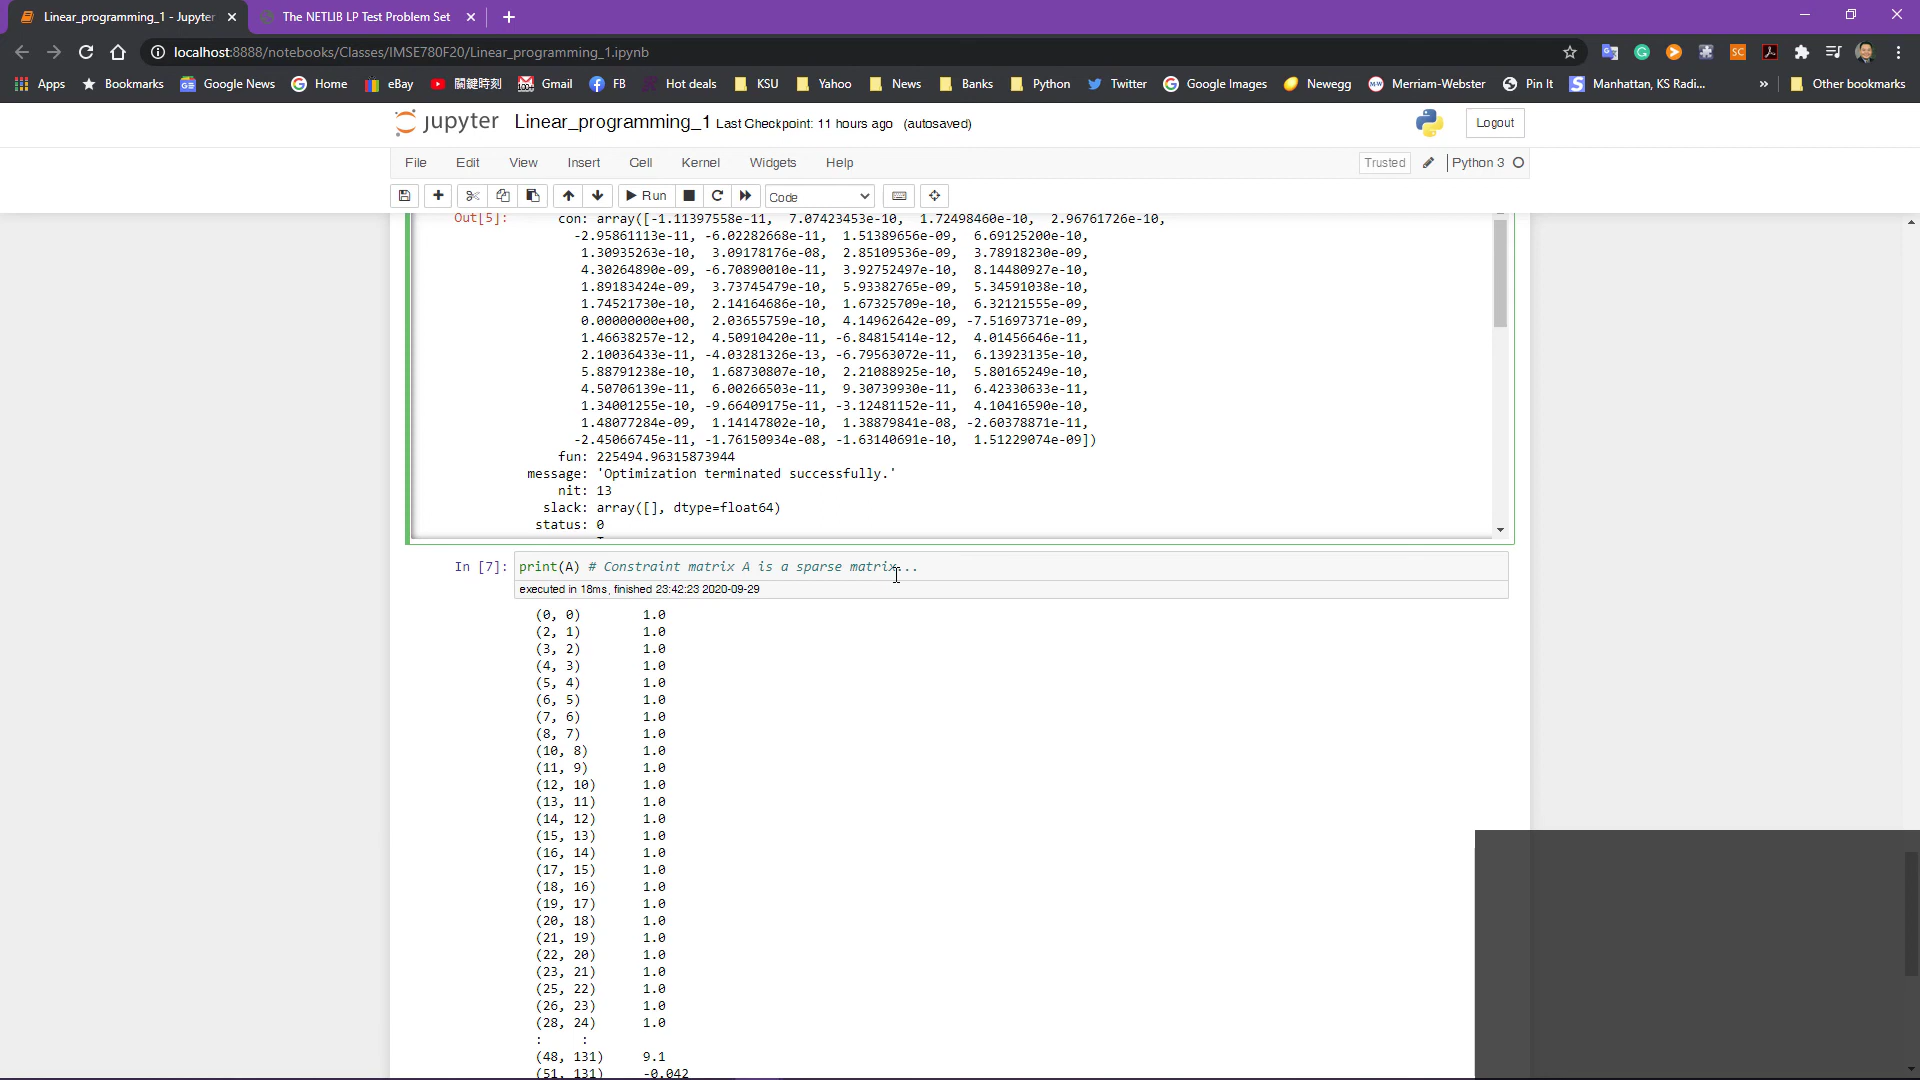 Linear_programming_1 - Jupyter
The NETLIB LP Test Problem Set
localhost:8888/notebooks/Classes/IMSE780F20/Linear_programming_1.ipynb
Apps Bookmarks Google News Home eBay 關鍵時刻 Gmail FB Hot deals KSU Yahoo News Banks Python Twitter Google Images Newegg Merriam-Webster Pin It Manhattan, KS Radi... » Other bookmarks
jupyter Linear_programming_1 Last Checkpoint: 11 hours ago (autosaved) Logout
File Edit View Insert Cell Kernel Widgets Help Trusted Python 3
Run Code
Out[5]: con: array([-1.11397558e-11, 7.07423453e-10, 1.72498460e-10, 2.96761726e-10,
-2.95861113e-11, -6.02282668e-11, 1.51389656e-09, 6.69125200e-10,
1.30935263e-10, 3.09178176e-08, 2.85109536e-09, 3.78918230e-09,
4.30264890e-09, -6.70890010e-11, 3.92752497e-10, 8.14480927e-10,
1.89183424e-09, 3.73745479e-10, 5.93382765e-09, 5.34591038e-10,
1.74521730e-10, 2.14164686e-10, 1.67325709e-10, 6.32121555e-09,
0.00000000e+00, 2.03655759e-10, 4.14962642e-09, -7.51697371e-09,
1.46638257e-12, 4.50910420e-11, -6.84815414e-12, 4.01456646e-11,
2.10036433e-11, -4.03281326e-13, -6.79563072e-11, 6.13923135e-10,
5.88791238e-10, 1.68730807e-10, 2.21088925e-10, 5.80165249e-10,
4.50706139e-11, 6.00266503e-11, 9.30739930e-11, 6.42330633e-11,
1.34001255e-10, -9.66409175e-11, -3.12481152e-11, 4.10416590e-10,
1.48077284e-09, 1.14147802e-10, 1.38879841e-08, -2.60378871e-11,
-2.45066745e-11, -1.76150934e-08, -1.63140691e-10, 1.51229074e-09])
fun: 225494.96315873944
message: 'Optimization terminated successfully.'
nit: 13
slack: array([], dtype=float64)
status: 0
In [7]: print(A) # Constraint matrix A is a sparse matrix...
executed in 18ms, finished 23:42:23 2020-09-29
(0, 0) 1.0
(2, 1) 1.0
(3, 2) 1.0
(4, 3) 1.0
(5, 4) 1.0
(6, 5) 1.0
(7, 6) 1.0
(8, 7) 1.0
(10, 8) 1.0
(11, 9) 1.0
(12, 10) 1.0
(13, 11) 1.0
(14, 12) 1.0
(15, 13) 1.0
(16, 14) 1.0
(17, 15) 1.0
(18, 16) 1.0
(19, 17) 1.0
(20, 18) 1.0
(21, 19) 1.0
(22, 20) 1.0
(23, 21) 1.0
(25, 22) 1.0
(26, 23) 1.0
(28, 24) 1.0
: :
(48, 131) 9.1
(51, 131) -0.042